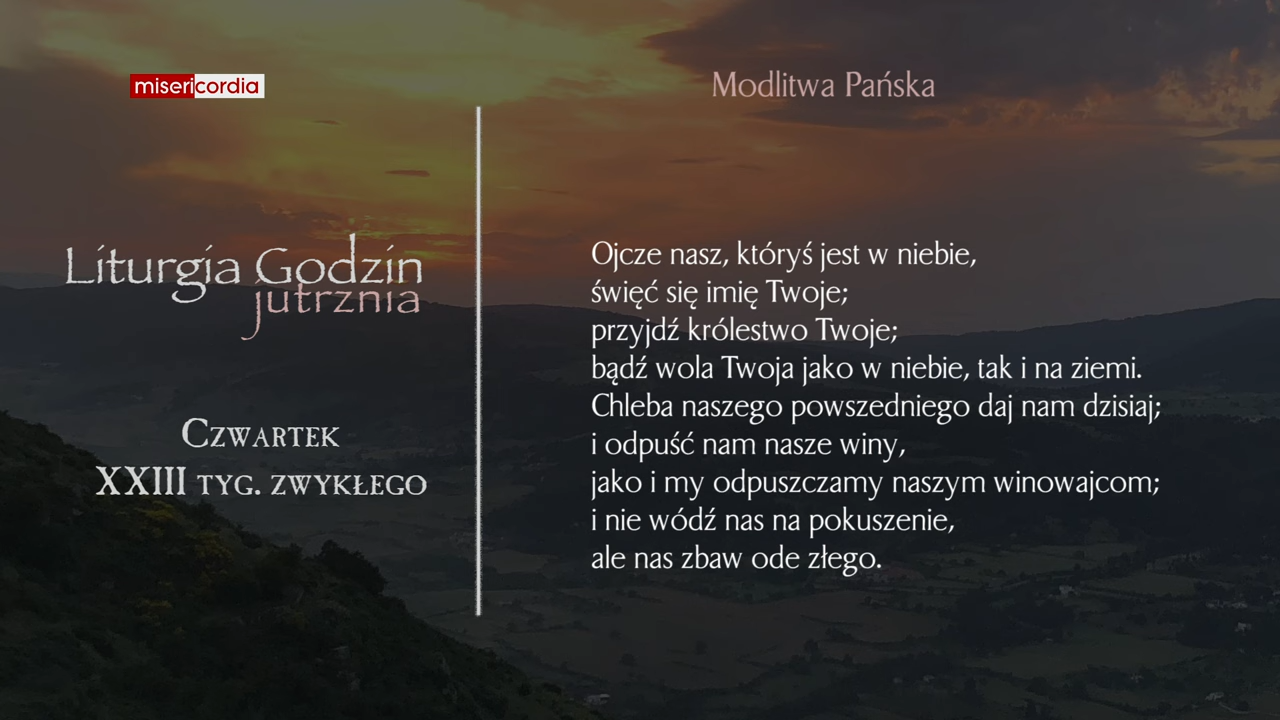 misericordia
Liturgia Godzin
jutrznia
Czwartek
XXIII tyg. zwykłego
Modlitwa Pańska
Ojcze nasz, któryś jest w niebie,
święć się imię Twoje;
przyjdź królestwo Twoje;
bądź wola Twoja jako w niebie, tak i na ziemi.
Chleba naszego powszedniego daj nam dzisiaj;
i odpuść nam nasze winy,
jako i my odpuszczamy naszym winowajcom;
i nie wódź nas na pokuszenie,
ale nas zbaw ode złego.